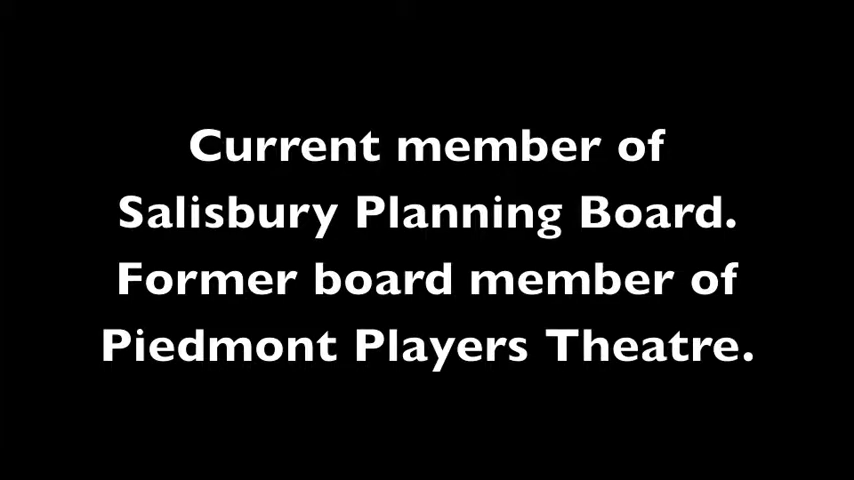 Current member of
Salisbury Planning Board.
Former board member of
Piedmont Players Theatre.